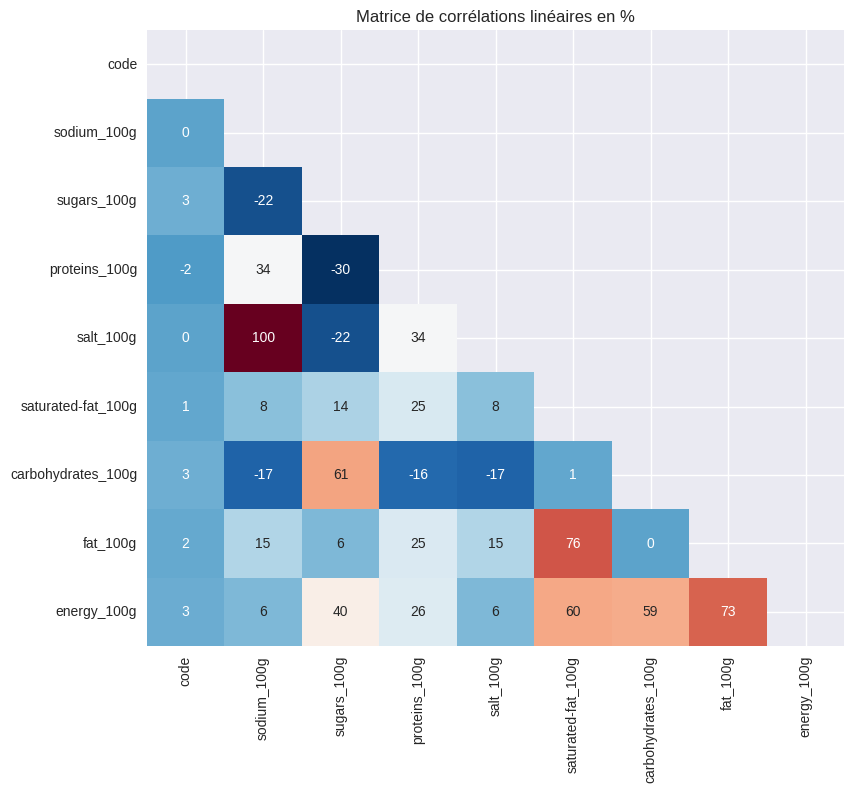 Matrice de corrélations linéaires en %
code
sodium_100g 0
sugars_100g 3 -22
proteins_100g -2 34 -30
salt_100g 0 100 -22 34
saturated-fat_100g 1 8 14 25 8
carbohydrates_100g 3 -17 61 -16 -17 1
fat_100g 2 15 6 25 15 76 0
energy_100g 3 6 40 26 6 60 59 73
code
sodium_100g
sugars_100g
proteins_100g
salt_100g
saturated-fat_100g
carbohydrates_100g
fat_100g
energy_100g